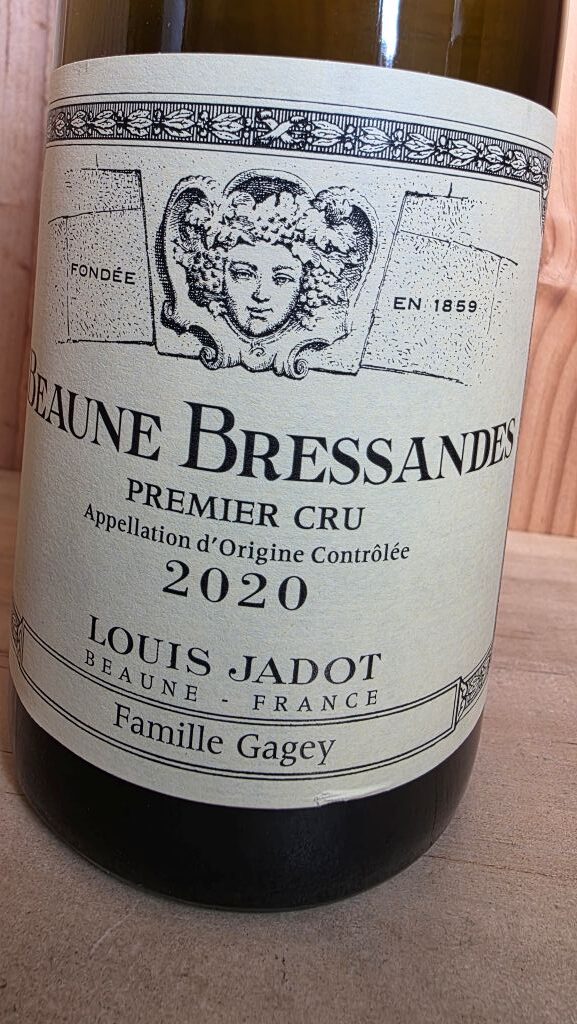 FONDÉE
EN 1859
BEAUNE BRESSANDES
PREMIER CRU
Appellation d'Origine Contrôlée
2020
LOUIS JADOT
BEAUNE - FRANCE
Famille Gagey